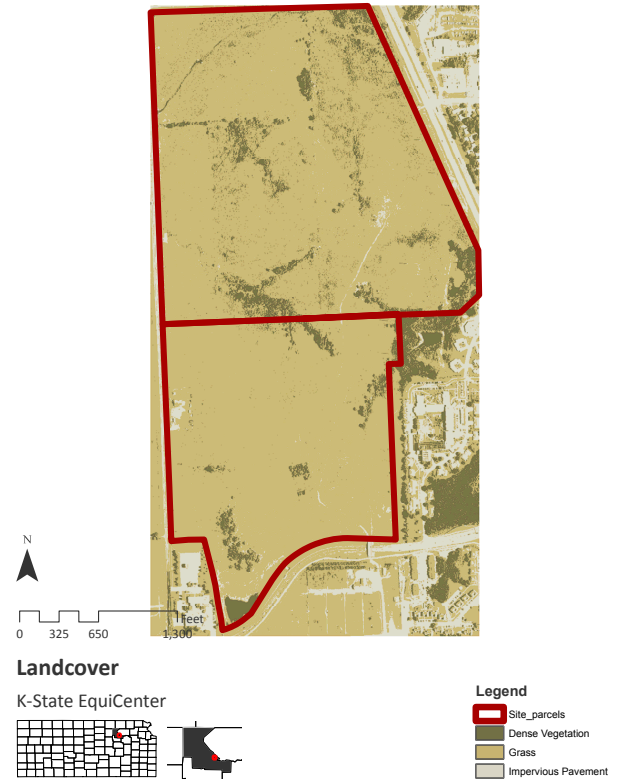 N
Feet
0 325 650 1,300
Landcover
K-State EquiCenter
Legend
Site_parcels
Dense Vegetation
Grass
Impervious Pavement